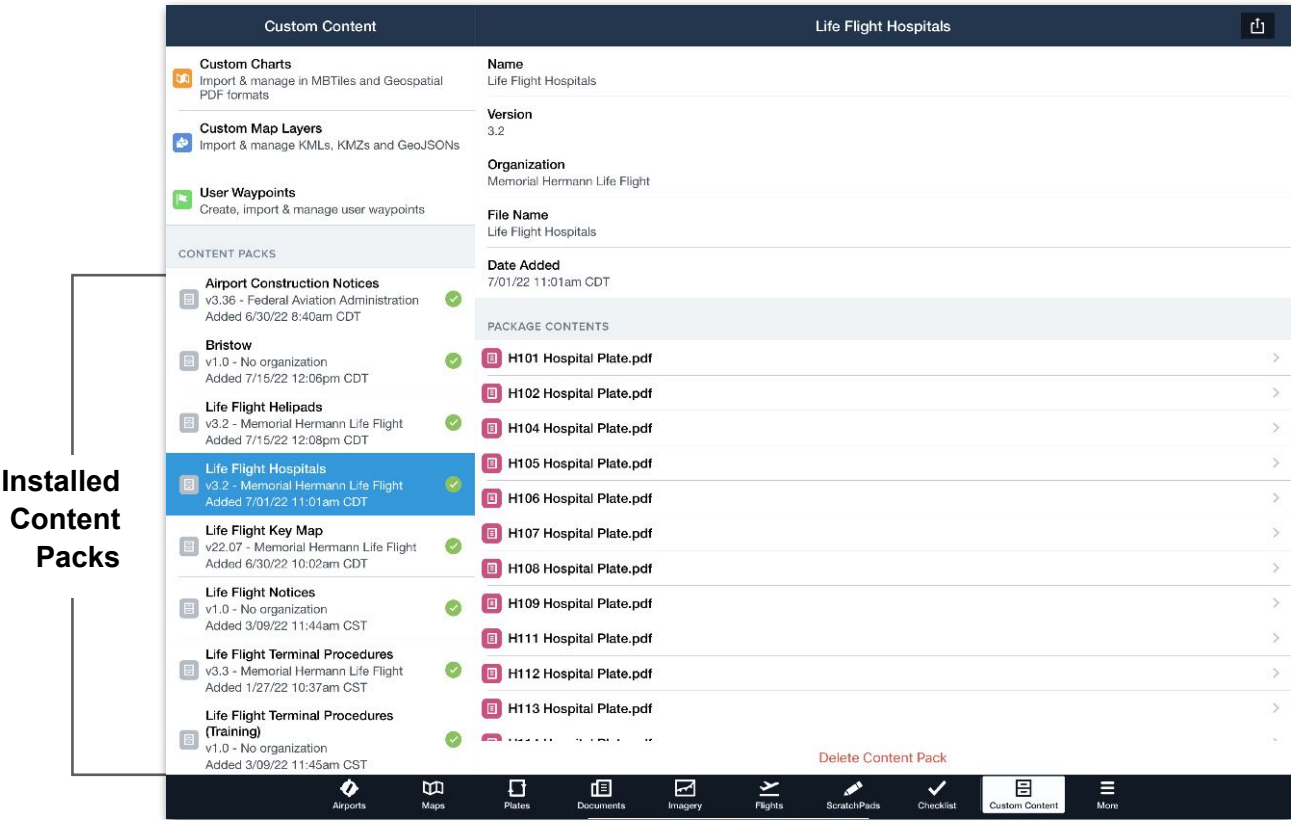 Custom Content
Custom Charts
Import & manage in MBTiles and Geospatial
PDF formats
Custom Map Layers
Import & manage KMLs, KMZs and GeoJSONs
User Waypoints
Create, import & manage user waypoints
CONTENT PACKS
Airport Construction Notices
v3.36 - Federal Aviation Administration
Added 6/30/22 8:40am CDT
Bristow
v1.0 - No organization
Added 7/15/22 12:06pm CDT
Life Flight Helipads
v3.2 - Memorial Hermann Life Flight
Added 7/15/22 12:08pm CDT
Life Flight Hospitals
v3.2 - Memorial Hermann Life Flight
Added 7/01/22 11:01am CDT
Life Flight Key Map
v22.07 - Memorial Hermann Life Flight
Added 6/30/22 10:02am CDT
Life Flight Notices
v1.0 - No organization
Added 3/09/22 11:44am CST
Life Flight Terminal Procedures
v3.3 - Memorial Hermann Life Flight
Added 1/27/22 10:37am CST
Life Flight Terminal Procedures
(Training)
v1.0 - No organization
Added 3/09/22 11:45am CST
Installed
Content
Packs
Life Flight Hospitals
Name
Life Flight Hospitals
Version
3.2
Organization
Memorial Hermann Life Flight
File Name
Life Flight Hospitals
Date Added
7/01/22 11:01am CDT
PACKAGE CONTENTS
H101 Hospital Plate.pdf
H102 Hospital Plate.pdf
H104 Hospital Plate.pdf
H105 Hospital Plate.pdf
H106 Hospital Plate.pdf
H107 Hospital Plate.pdf
H108 Hospital Plate.pdf
H109 Hospital Plate.pdf
H111 Hospital Plate.pdf
H112 Hospital Plate.pdf
H113 Hospital Plate.pdf
Delete Content Pack
Airports
Maps
Plates
Documents
Imagery
Flights
ScratchPads
Checklist
Custom Content
More